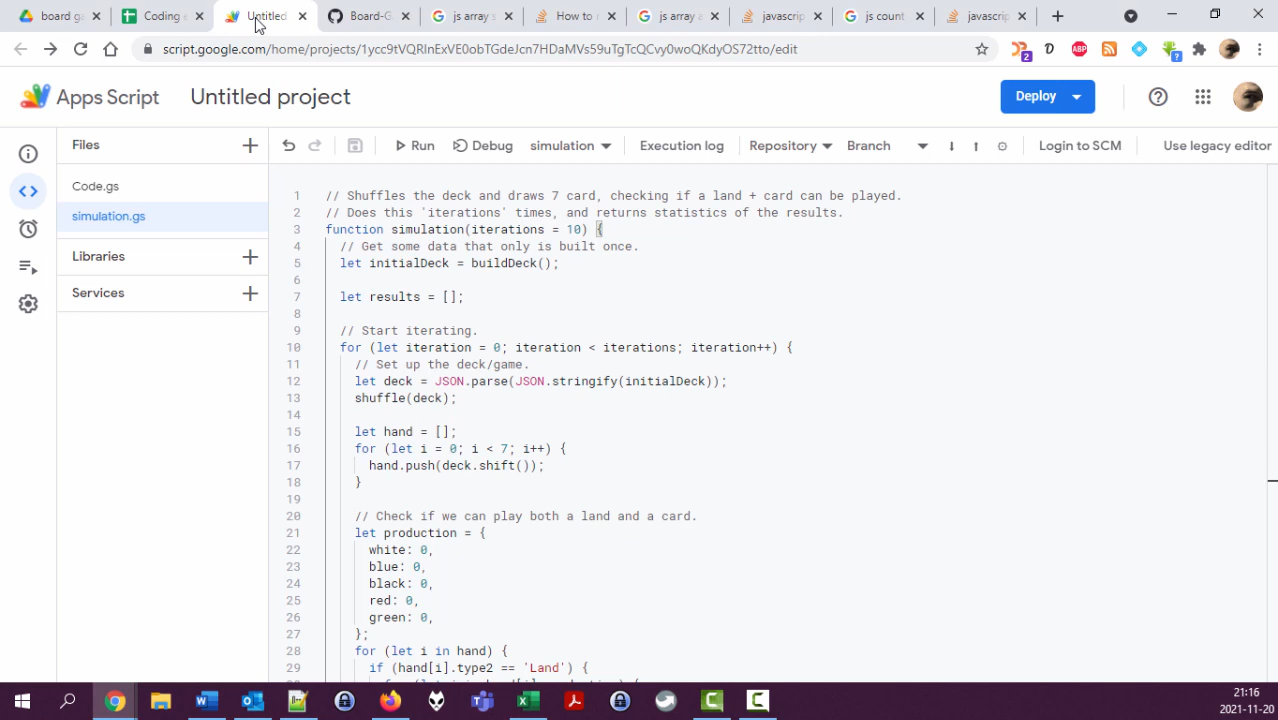 board ga
Coding e
Untitled
Board-G
js array s
How to r
js array a
javascrip
js count
javascrip
script.google.com/home/projects/1ycc9tVQRInExVE0obTGdeJcn7HDaMVs59uTgTcQCvy0woQKdyOS72tto/edit
2
ABP
?
Apps Script
Untitled project
Deploy
Files
Run
Debug
simulation
Execution log
Repository
Branch
Login to SCM
Use legacy editor
Code.gs
simulation.gs
Libraries
Services
1 // Shuffles the deck and draws 7 card, checking if a land + card can be played.
2 // Does this 'iterations' times, and returns statistics of the results.
3 function simulation(iterations = 10) {
4 // Get some data that only is built once.
5 let initialDeck = buildDeck();
6
7 let results = [];
8
9 // Start iterating.
10 for (let iteration = 0; iteration < iterations; iteration++) {
11 // Set up the deck/game.
12 let deck = JSON.parse(JSON.stringify(initialDeck));
13 shuffle(deck);
14
15 let hand = [];
16 for (let i = 0; i < 7; i++) {
17 hand.push(deck.shift());
18 }
19
20 // Check if we can play both a land and a card.
21 let production = {
22 white: 0,
23 blue: 0,
24 black: 0,
25 red: 0,
26 green: 0,
27 };
28 for (let i in hand) {
29 if (hand[i].type2 == 'Land') {
21:16
2021-11-20